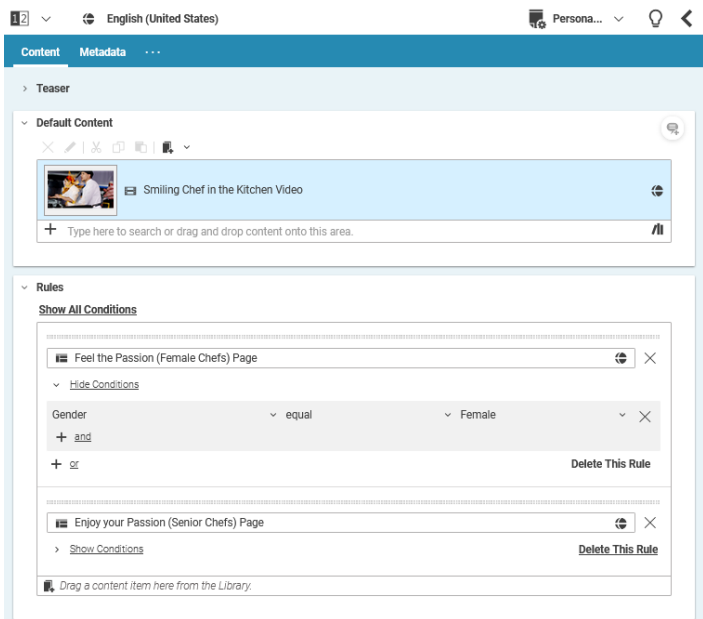 12 English (United States) Persona...
Content Metadata ...
Teaser
Default Content
Smiling Chef in the Kitchen Video
Type here to search or drag and drop content onto this area.
Rules
Show All Conditions
Feel the Passion (Female Chefs) Page
Hide Conditions
Gender equal Female
and
or Delete This Rule
Enjoy your Passion (Senior Chefs) Page
Show Conditions Delete This Rule
Drag a content item here from the Library.